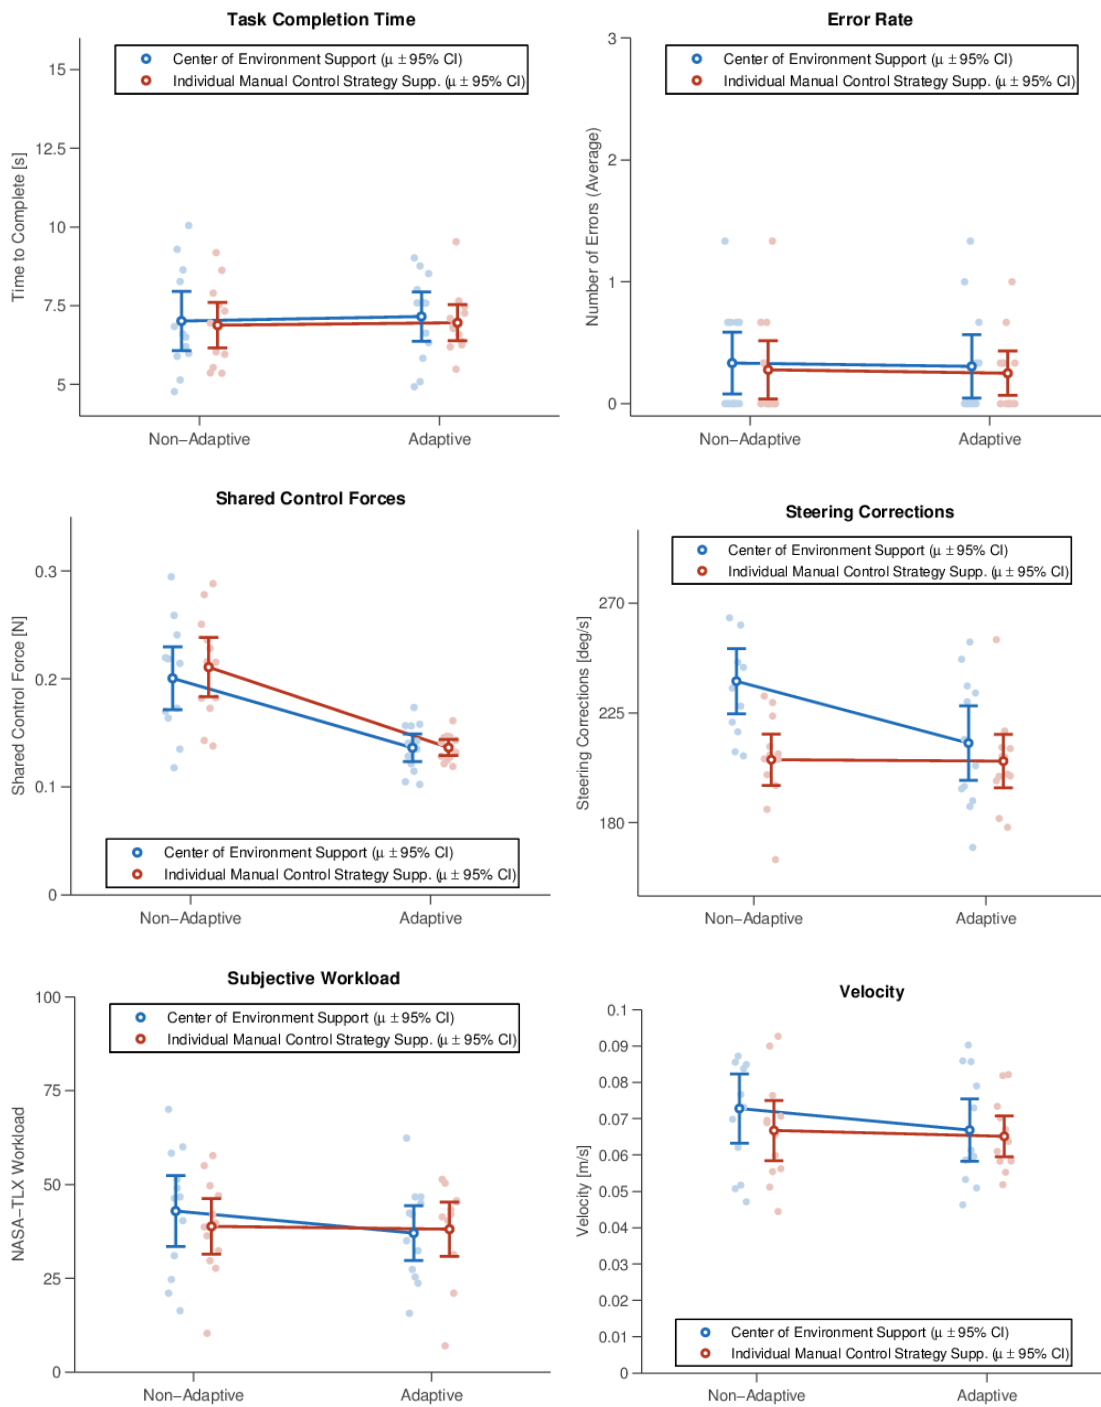 Task Completion Time
Center of Environment Support (μ ± 95% CI)
Individual Manual Control Strategy Supp. (μ ± 95% CI)
Time to Complete [s]
15
12.5
10
7.5
5
Non−Adaptive
Adaptive
Error Rate
Center of Environment Support (μ ± 95% CI)
Individual Manual Control Strategy Supp. (μ ± 95% CI)
Number of Errors (Average)
3
2
1
0
Non−Adaptive
Adaptive
Shared Control Forces
Shared Control Force [N]
0.3
0.2
0.1
0
Center of Environment Support (μ ± 95% CI)
Individual Manual Control Strategy Supp. (μ ± 95% CI)
Non−Adaptive
Adaptive
Steering Corrections
Center of Environment Support (μ ± 95% CI)
Individual Manual Control Strategy Supp. (μ ± 95% CI)
Steering Corrections [deg/s]
270
225
180
Non−Adaptive
Adaptive
Subjective Workload
Center of Environment Support (μ ± 95% CI)
Individual Manual Control Strategy Supp. (μ ± 95% CI)
NASA−TLX Workload
100
75
50
25
0
Non−Adaptive
Adaptive
Velocity
Velocity [m/s]
0.1
0.09
0.08
0.07
0.06
0.05
0.04
0.03
0.02
0.01
0
Center of Environment Support (μ ± 95% CI)
Individual Manual Control Strategy Supp. (μ ± 95% CI)
Non−Adaptive
Adaptive